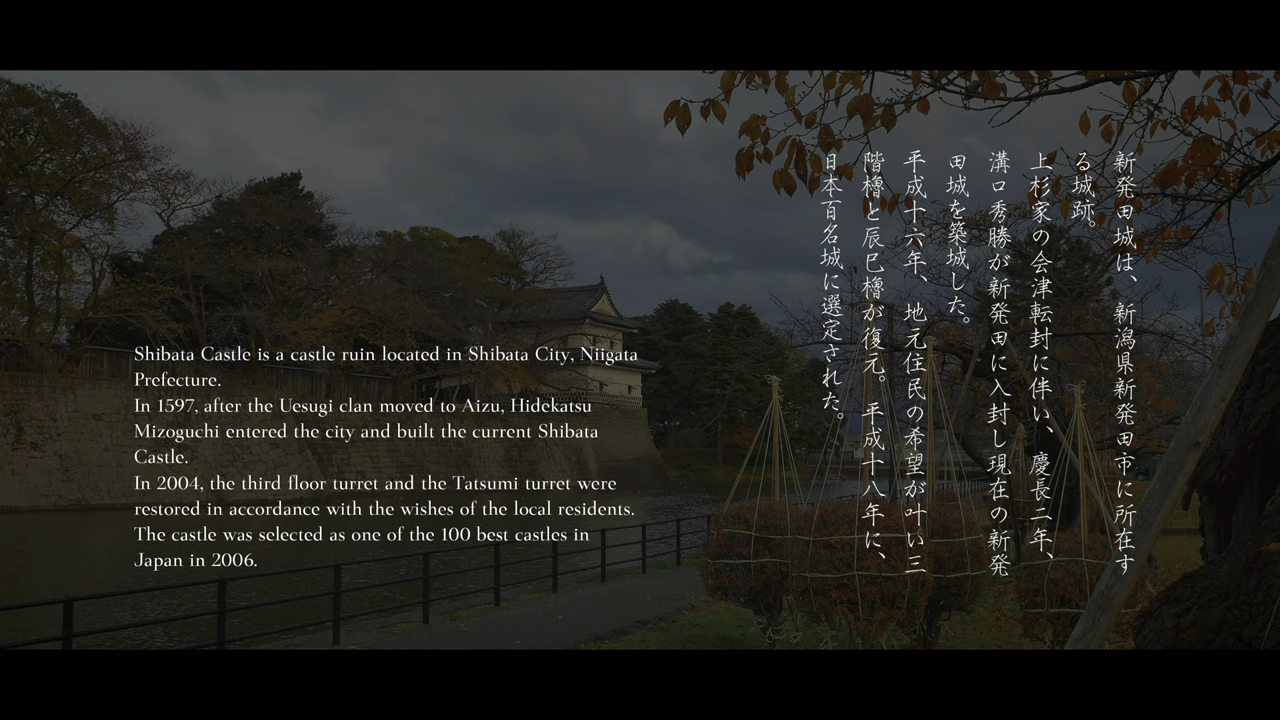 Shibata Castle is a castle ruin located in Shibata City, Niigata
Prefecture.
In 1597, after the Uesugi clan moved to Aizu, Hidekatsu
Mizoguchi entered the city and built the current Shibata
Castle.
In 2004, the third floor turret and the Tatsumi turret were
restored in accordance with the wishes of the local residents.
The castle was selected as one of the 100 best castles in
Japan in 2006.
新発田城は、新潟県新発田市に所在す
る城跡。
上杉家の会津転封に伴い、慶長二年、
溝口秀勝が新発田に入封し現在の新発
田城を築城した。
平成十六年、地元住民の希望が叶い三
階櫓と辰巳櫓が復元。平成十八年に、
日本百名城に選定された。